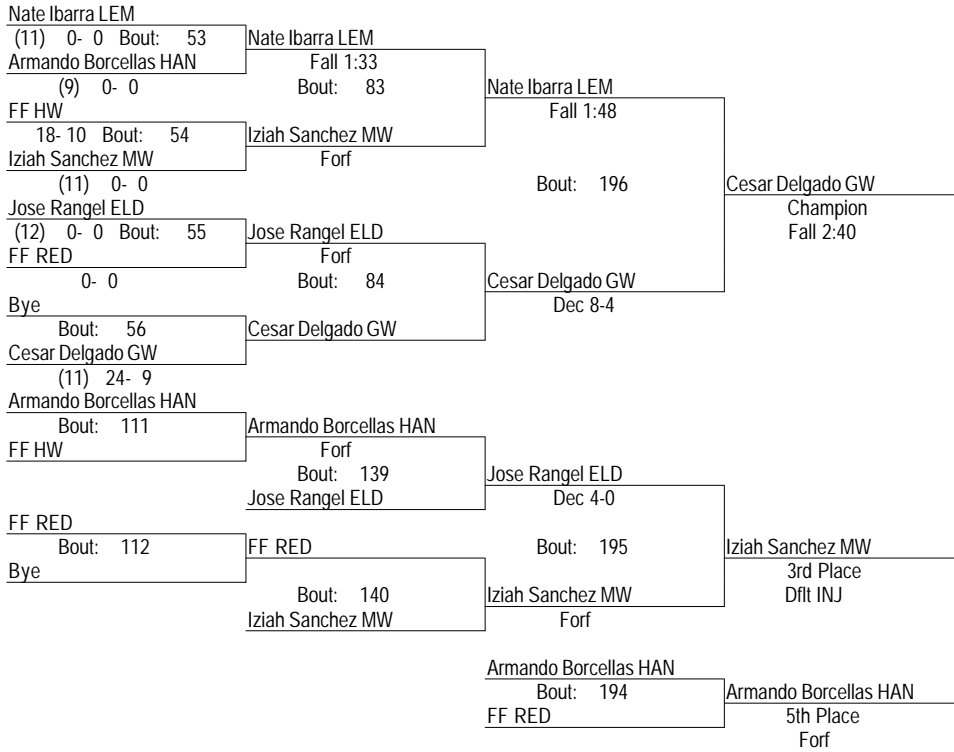 Nate Ibarra LEM
(11) 0- 0 Bout: 53 Nate Ibarra LEM
Armando Borcellas HAN Fall 1:33
(9) 0- 0 Bout: 83 Nate Ibarra LEM
FF HW Fall 1:48
18- 10 Bout: 54 Iziah Sanchez MW
Iziah Sanchez MW Forf
(11) 0- 0 Bout: 196 Cesar Delgado GW
Jose Rangel ELD Champion
(12) 0- 0 Bout: 55 Jose Rangel ELD Fall 2:40
FF RED Forf
0- 0 Bout: 84 Cesar Delgado GW
Bye Dec 8-4
Bout: 56 Cesar Delgado GW
Cesar Delgado GW
(11) 24- 9
Armando Borcellas HAN
Bout: 111 Armando Borcellas HAN
FF HW Forf
Bout: 139 Jose Rangel ELD
Jose Rangel ELD Dec 4-0
FF RED
Bout: 112 FF RED Bout: 195 Iziah Sanchez MW
Bye 3rd Place
Bout: 140 Iziah Sanchez MW Dflt INJ
Iziah Sanchez MW Forf
Armando Borcellas HAN
Bout: 194 Armando Borcellas HAN
FF RED 5th Place
Forf